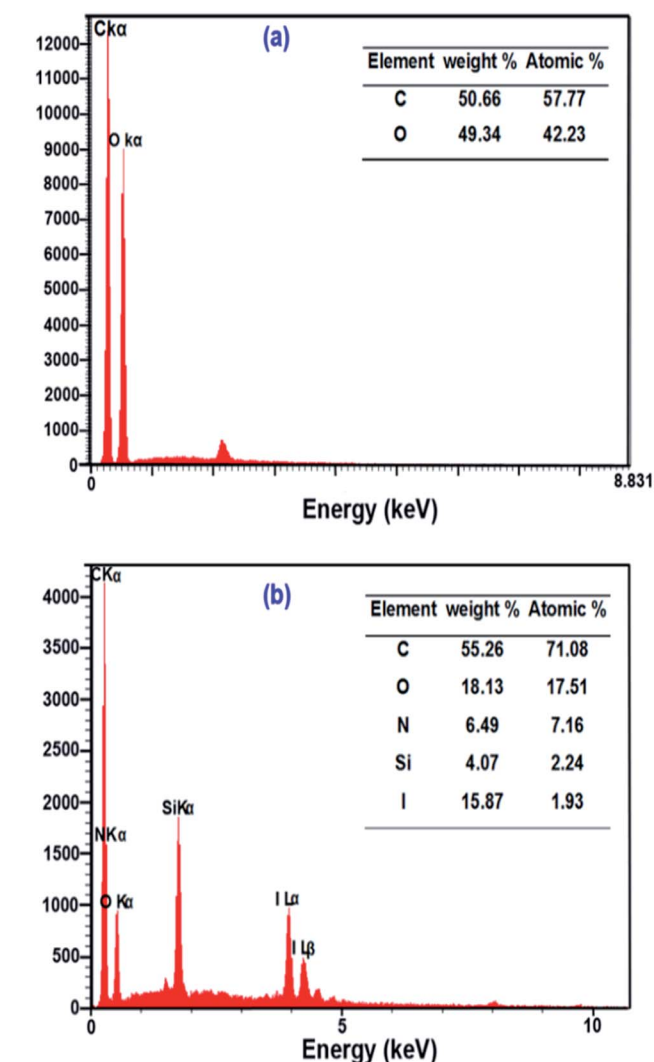 Ckα
(a)
Element weight % Atomic %
C 50.66 57.77
O 49.34 42.23
O kα
12000
11000
10000
9000
8000
7000
6000
5000
4000
3000
2000
1000
0
0 8.831
Energy (keV)
CKα
(b)
Element weight % Atomic %
C 55.26 71.08
O 18.13 17.51
N 6.49 7.16
Si 4.07 2.24
I 15.87 1.93
SiKα
NKα
O Kα
I Lα
I Lβ
4000
3500
3000
2500
2000
1500
1000
500
0
0 5 10
Energy (keV)